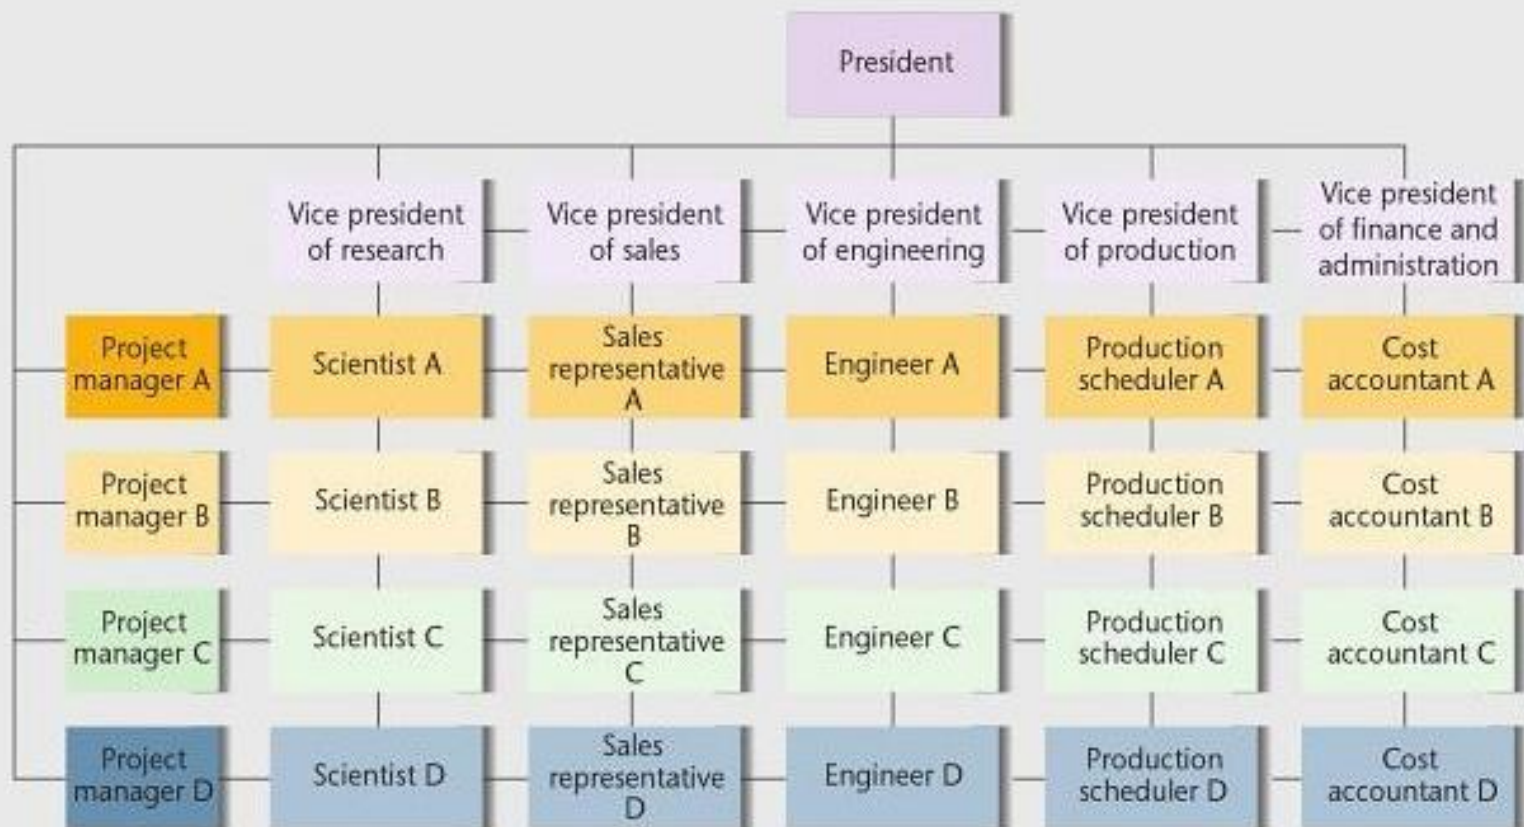 President
Vice president
of research
Vice president
of sales
Vice president
of engineering
Vice president
of production
Vice president
of finance and
administration
Project
manager A
Scientist A
Sales
representative
A
Engineer A
Production
scheduler A
Cost
accountant A
Project
manager B
Scientist B
Sales
representative
B
Engineer B
Production
scheduler B
Cost
accountant B
Project
manager C
Scientist C
Sales
representative
C
Engineer C
Production
scheduler C
Cost
accountant C
Project
manager D
Scientist D
Sales
representative
D
Engineer D
Production
scheduler D
Cost
accountant D